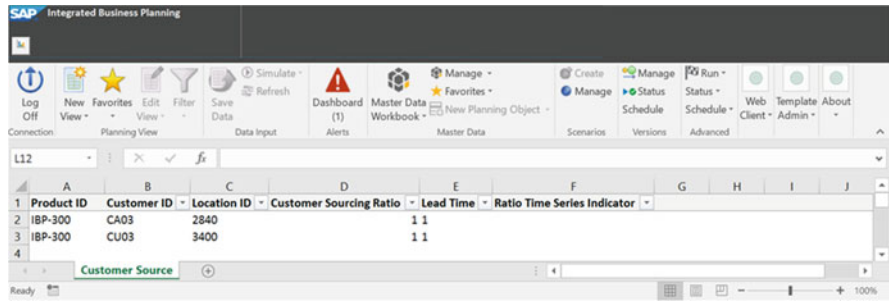 SAP Integrated Business Planning
Log Off
New View
Favorites
Edit View
Filter
Save Data
Simulate
Refresh
Dashboard (1)
Master Data Workbook
Manage
Favorites
New Planning Object
Create
Manage
Manage
Status
Schedule
Run
Status
Schedule
Web Client
Template Admin
About
Connection Planning View Data Input Alerts Master Data Scenarios Versions Advanced
L12 fx
A B C D E F G H I J
1 Product ID Customer ID Location ID Customer Sourcing Ratio Lead Time Ratio Time Series Indicator
2 IBP-300 CA03 2840 1 1
3 IBP-300 CU03 3400 1 1
4
Customer Source
Ready 100%